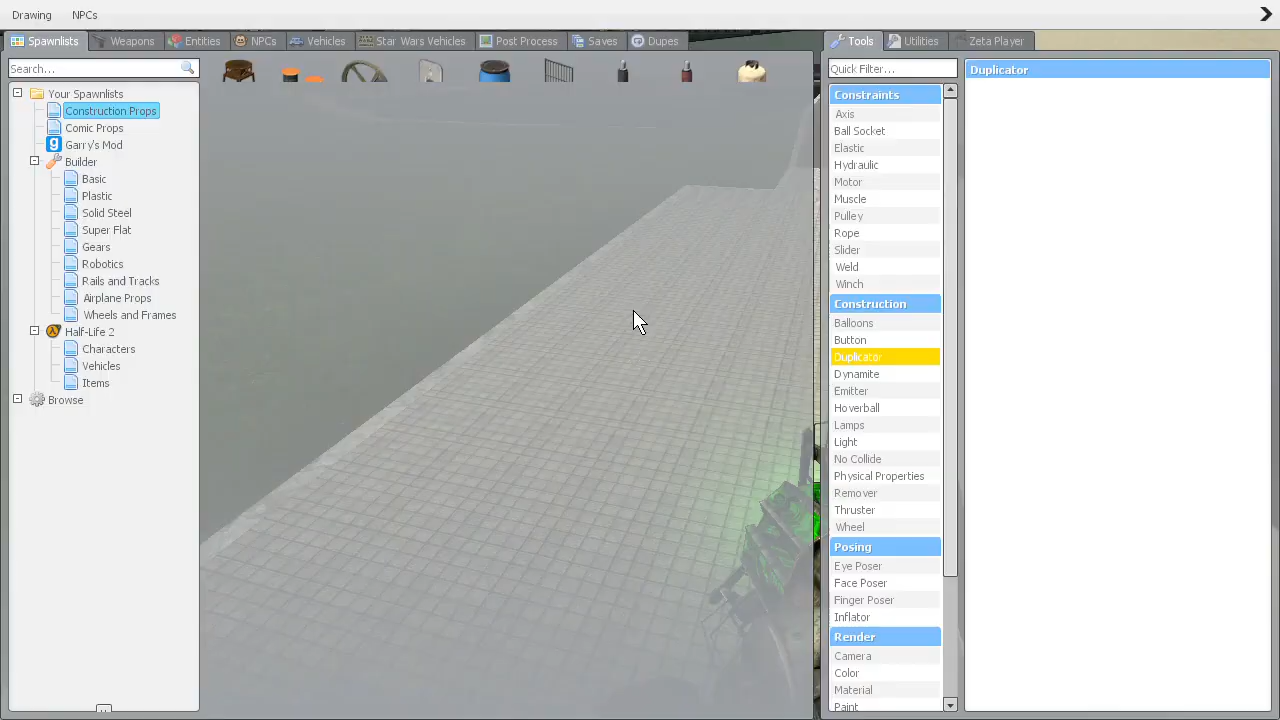 Drawing NPCs
Spawnlists Weapons Entities NPCs Vehicles Star Wars Vehicles Post Process Saves Dupes
Search...
Your Spawnlists
Construction Props
Comic Props
Garry's Mod
Builder
Basic
Plastic
Solid Steel
Super Flat
Gears
Robotics
Rails and Tracks
Airplane Props
Wheels and Frames
Half-Life 2
Characters
Vehicles
Items
Browse
Tools Utilities Zeta Player
Quick Filter...
Constraints
Axis
Ball Socket
Elastic
Hydraulic
Motor
Muscle
Pulley
Rope
Slider
Weld
Winch
Construction
Balloons
Button
Duplicator
Dynamite
Emitter
Hoverball
Lamps
Light
No Collide
Physical Properties
Remover
Thruster
Wheel
Posing
Eye Poser
Face Poser
Finger Poser
Inflator
Render
Camera
Color
Material
Paint
Duplicator